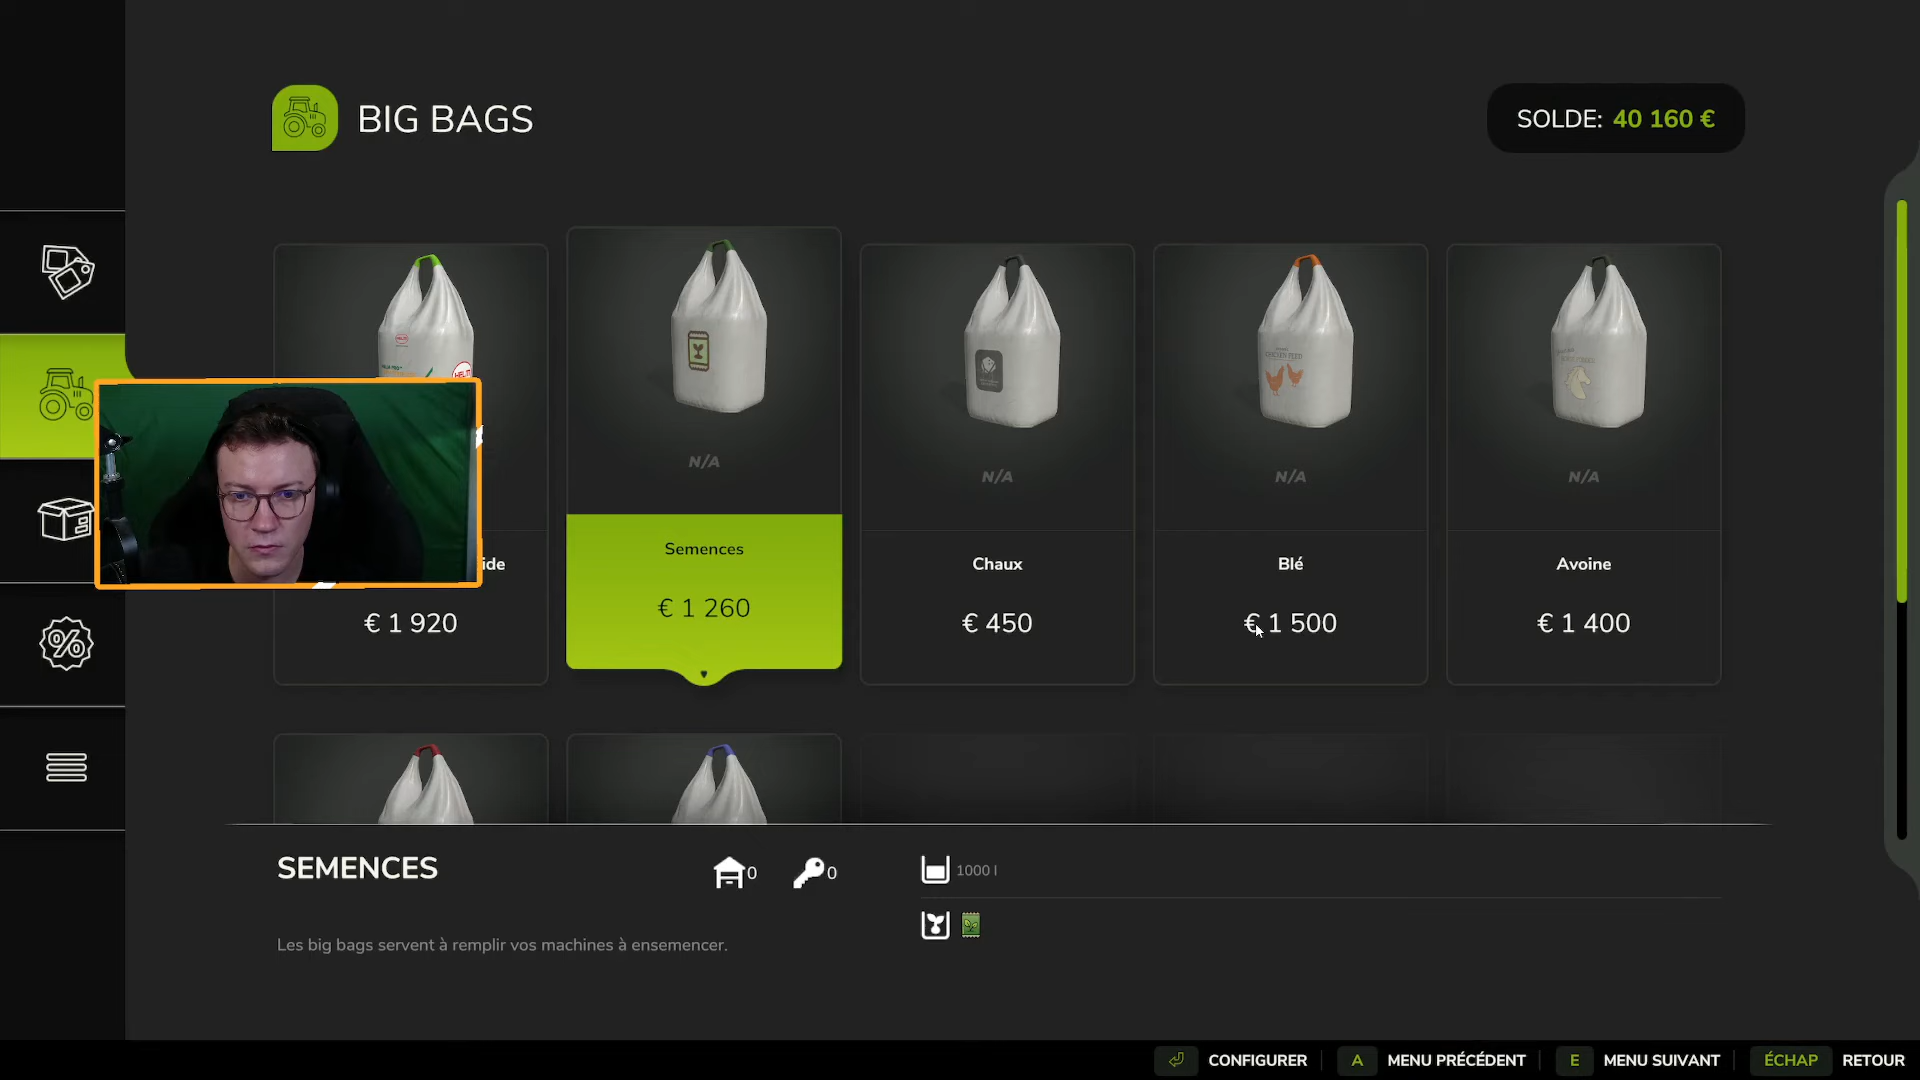 BIG BAGS
SOLDE: 40 160 €
CHICKEN FEED
N/A
N/A
N/A
N/A
ide
Semences
Chaux
Blé
Avoine
€ 1 920
€ 1 260
€ 450
€ 1 500
€ 1 400
SEMENCES
0
0
1000 l
Les big bags servent à remplir vos machines à ensemencer.
CONFIGURER
A
MENU PRÉCÉDENT
E
MENU SUIVANT
ÉCHAP
RETOUR